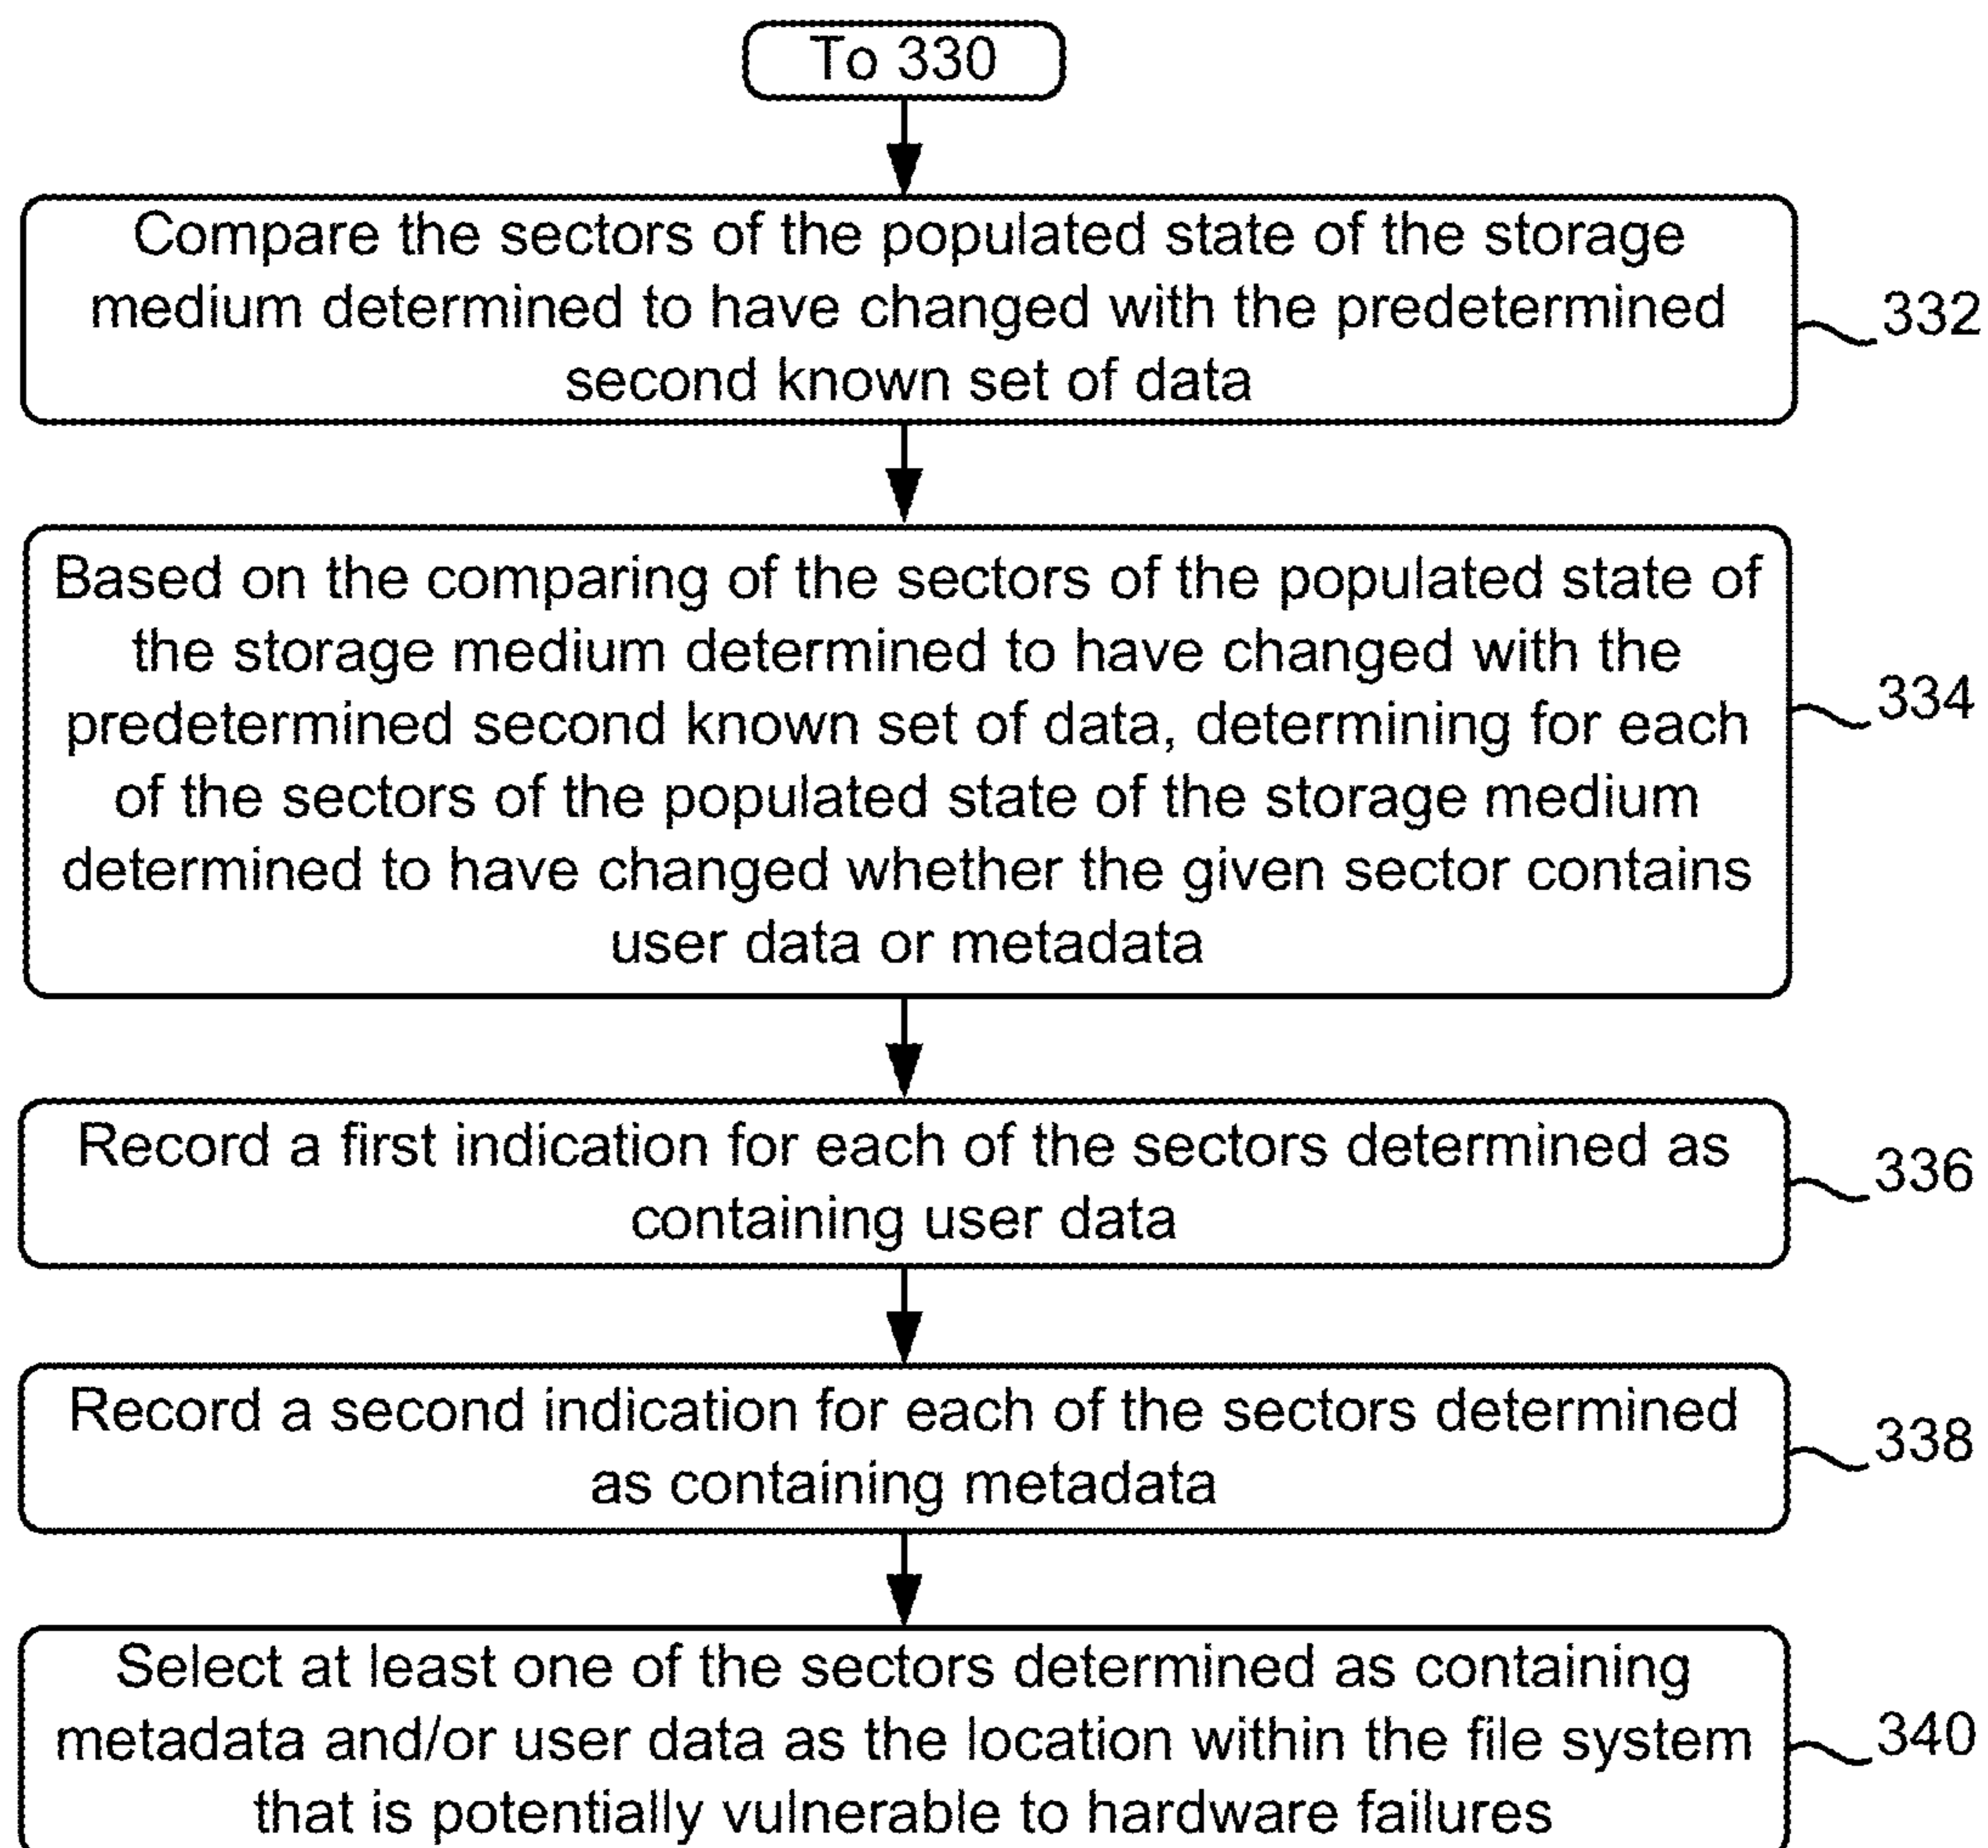 To 330
Compare the sectors of the populated state of the storage
medium determined to have changed with the predetermined
second known set of data
332
Based on the comparing of the sectors of the populated state of
the storage medium determined to have changed with the
predetermined second known set of data, determining for each
of the sectors of the populated state of the storage medium
determined to have changed whether the given sector contains
user data or metadata
334
Record a first indication for each of the sectors determined as
containing user data
336
Record a second indication for each of the sectors determined
as containing metadata
338
Select at least one of the sectors determined as containing
metadata and/or user data as the location within the file system
that is potentially vulnerable to hardware failures
340